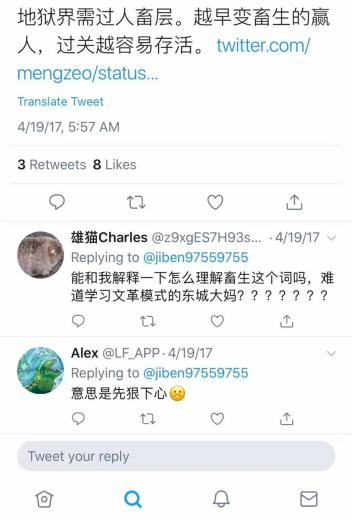 地狱界需过人畜层。越早变畜生的赢
人，过关越容易存活。 twitter.com/
mengzeo/status...
Translate Tweet
4/19/17, 5:57 AM
3 Retweets 8 Likes
雄猫Charles @z9xgES7H93s... · 4/19/17
Replying to @jiben97559755
能和我解释一下怎么理解畜生这个词吗，难
道学习文革模式的东城大妈？？？？？？？
Alex @LF_APP · 4/19/17
Replying to @jiben97559755
意思是先狠下心☹️
Tweet your reply